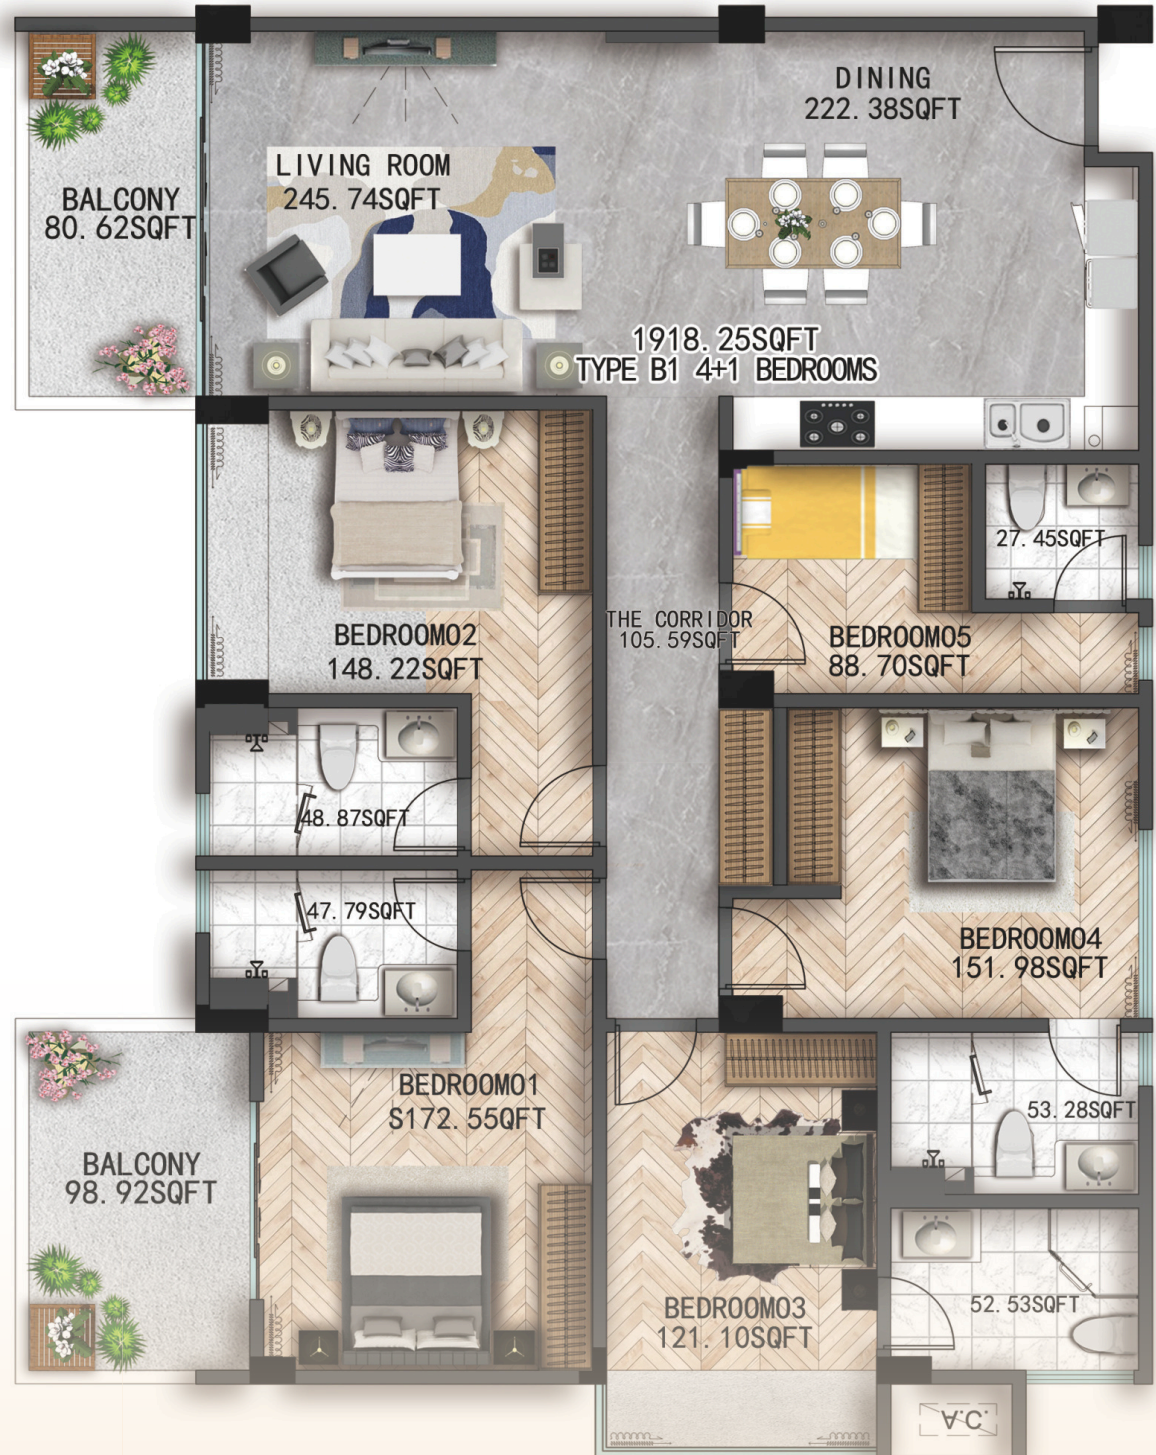 DINING
222.38SQFT
LIVING ROOM
245.74SQFT
BALCONY
80.62SQFT
1918.25SQFT
TYPE B1 4+1 BEDROOMS
27.45SQFT
THE CORRIDOR
105.59SQFT
BEDROOM02
148.22SQFT
BEDROOM05
88.70SQFT
48.87SQFT
47.79SQFT
BEDROOM04
151.98SQFT
BEDROOM01
S172.55QFT
53.28SQFT
BALCONY
98.92SQFT
BEDROOM03
121.10SQFT
52.53SQFT
A.C.